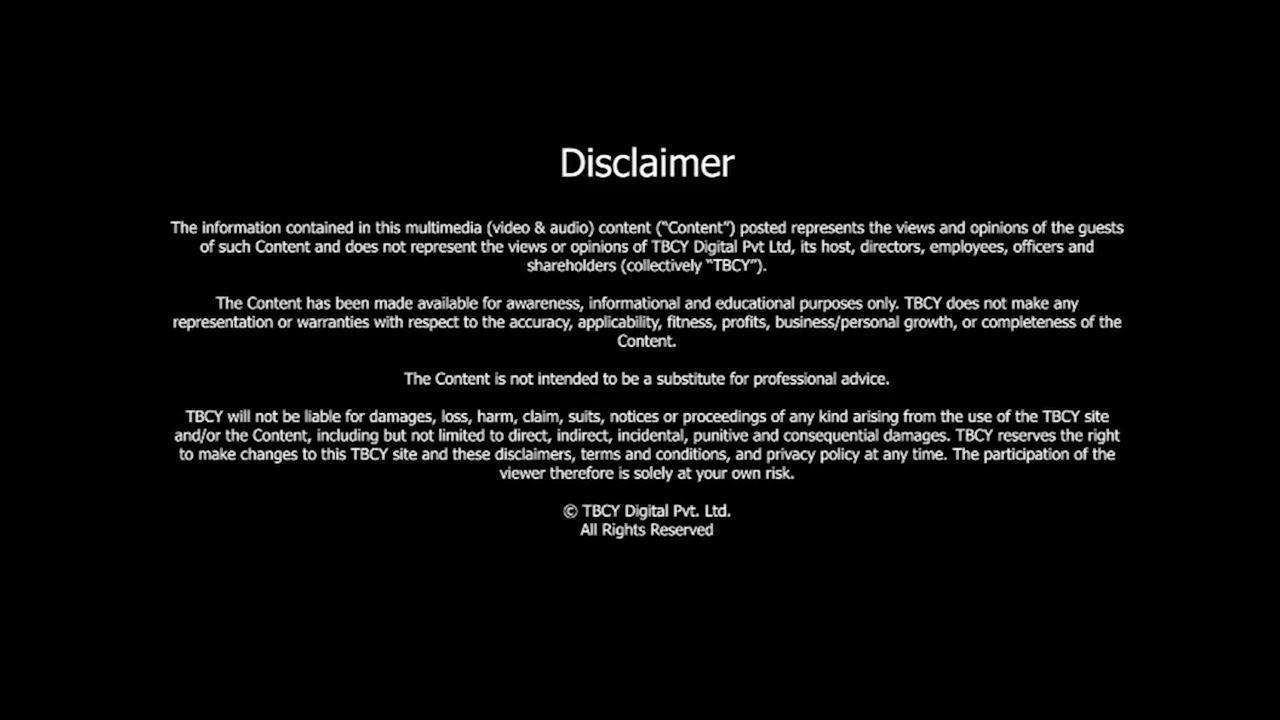 Disclaimer
The information contained in this multimedia (video & audio) content (“Content”) posted represents the views and opinions of the guests
of such Content and does not represent the views or opinions of TBCY Digital Pvt Ltd, its host, directors, employees, officers and
shareholders (collectively “TBCY”).
The Content has been made available for awareness, informational and educational purposes only. TBCY does not make any
representation or warranties with respect to the accuracy, applicability, fitness, profits, business/personal growth, or completeness of the
Content.
The Content is not intended to be a substitute for professional advice.
TBCY will not be liable for damages, loss, harm, claim, suits, notices or proceedings of any kind arising from the use of the TBCY site
and/or the Content, including but not limited to direct, indirect, incidental, punitive and consequential damages. TBCY reserves the right
to make changes to this TBCY site and these disclaimers, terms and conditions, and privacy policy at any time. The participation of the
viewer therefore is solely at your own risk.
© TBCY Digital Pvt. Ltd.
All Rights Reserved